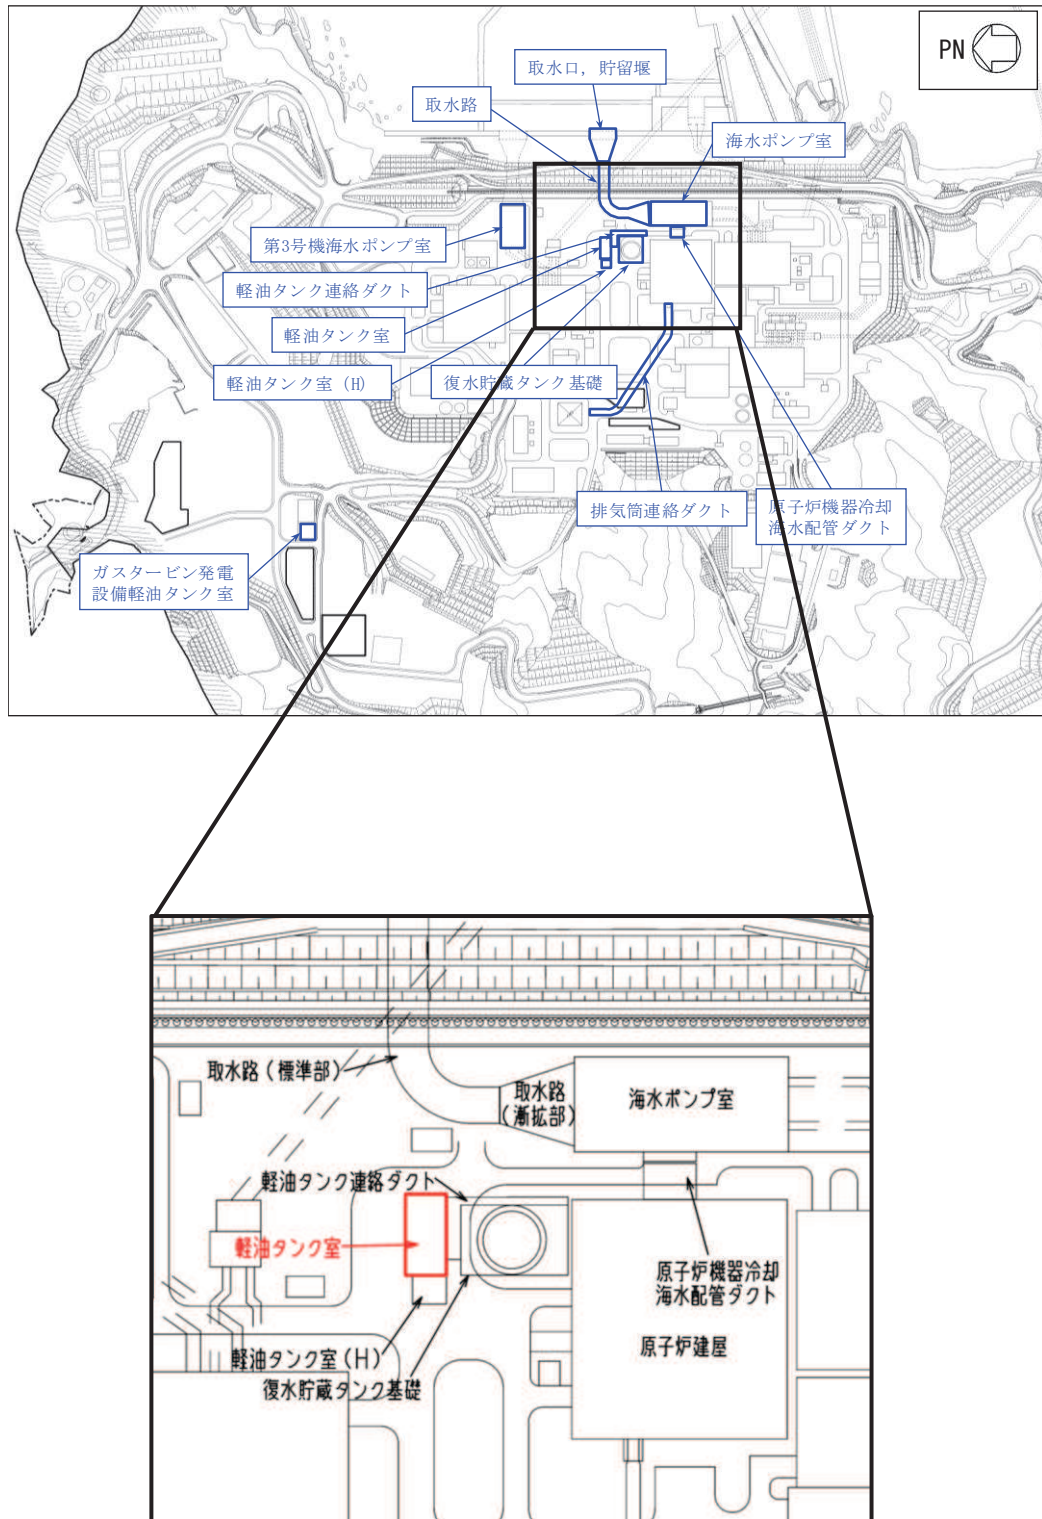 PN
取水口，貯留堰
取水路
海水ポンプ室
第3号機海水ポンプ室
軽油タンク連絡ダクト
軽油タンク室
軽油タンク室 (H)
復水貯蔵タンク基礎
排気筒連絡ダクト
原子炉機器冷却
海水配管ダクト
ガスタービン発電
設備軽油タンク室
取水路(標準部)
取水路
(漸拡部)
海水ポンプ室
軽油タンク連絡ダクト
軽油タンク室
原子炉機器冷却
海水配管ダクト
原子炉建屋
軽油タンク室(H)
復水貯蔵タンク基礎